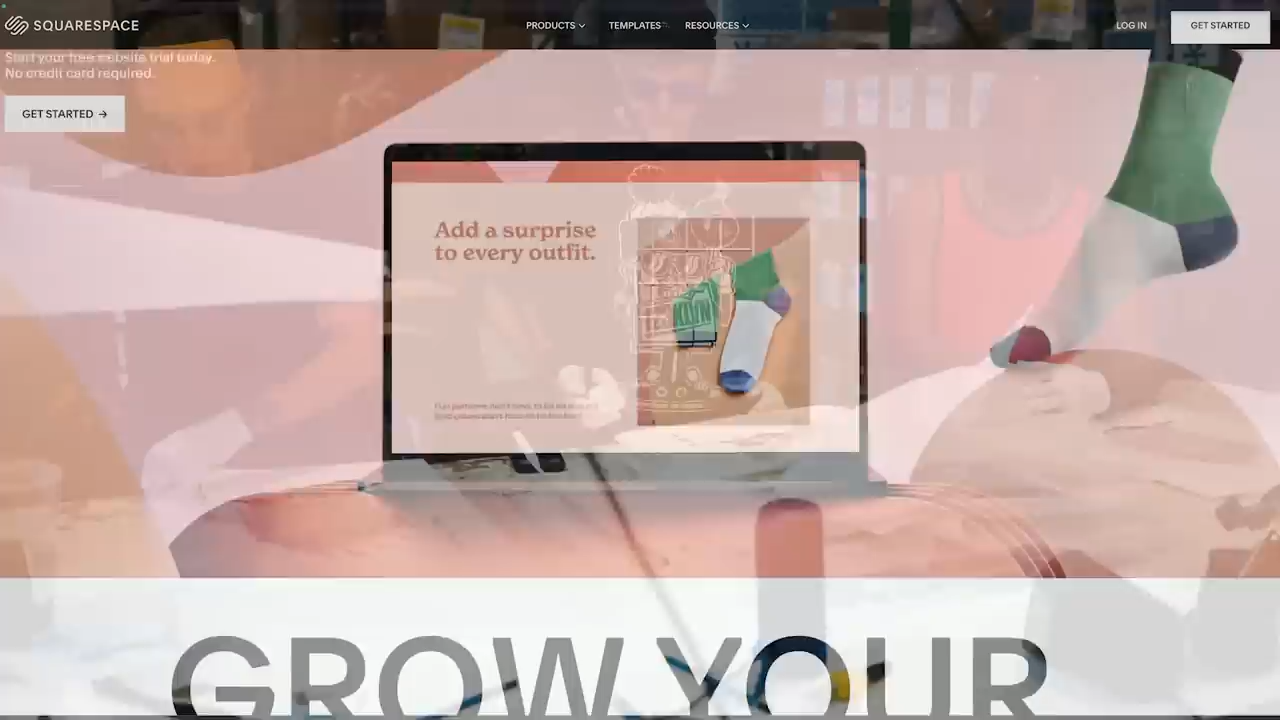 SQUARESPACE
PRODUCTS
TEMPLATES
RESOURCES
LOG IN
GET STARTED
Start your free website trial today.
No credit card required.
GET STARTED →
Add a surprise
to every outfit.
GROW YOUR